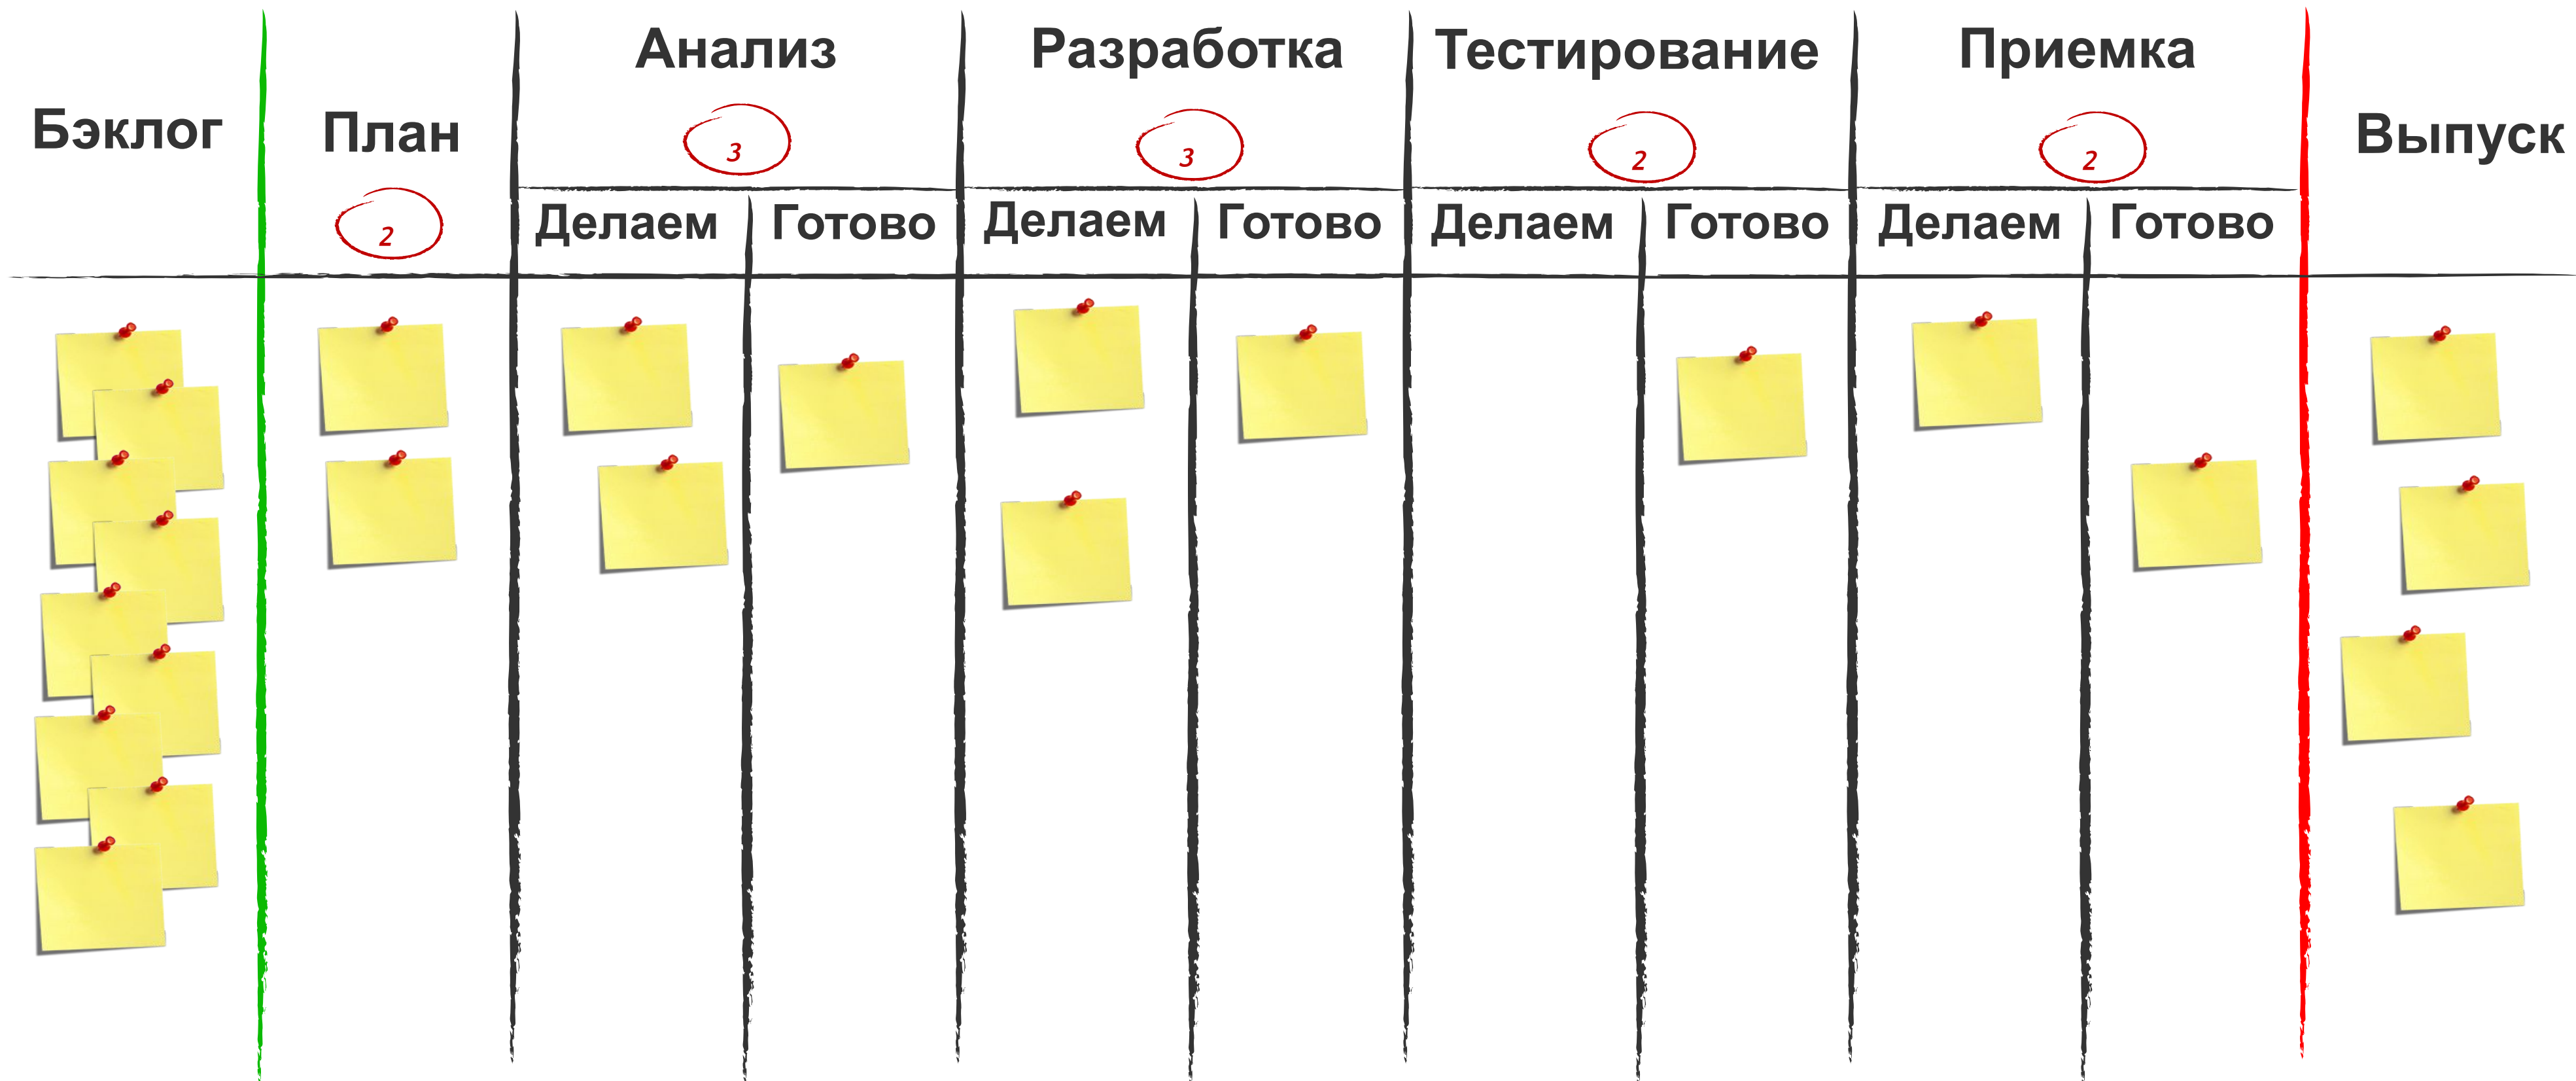 Бэклог
План
2
Анализ
3
Делаем
Готово
Разработка
3
Делаем
Готово
Тестирование
2
Делаем
Готово
Приемка
2
Делаем
Готово
Выпуск